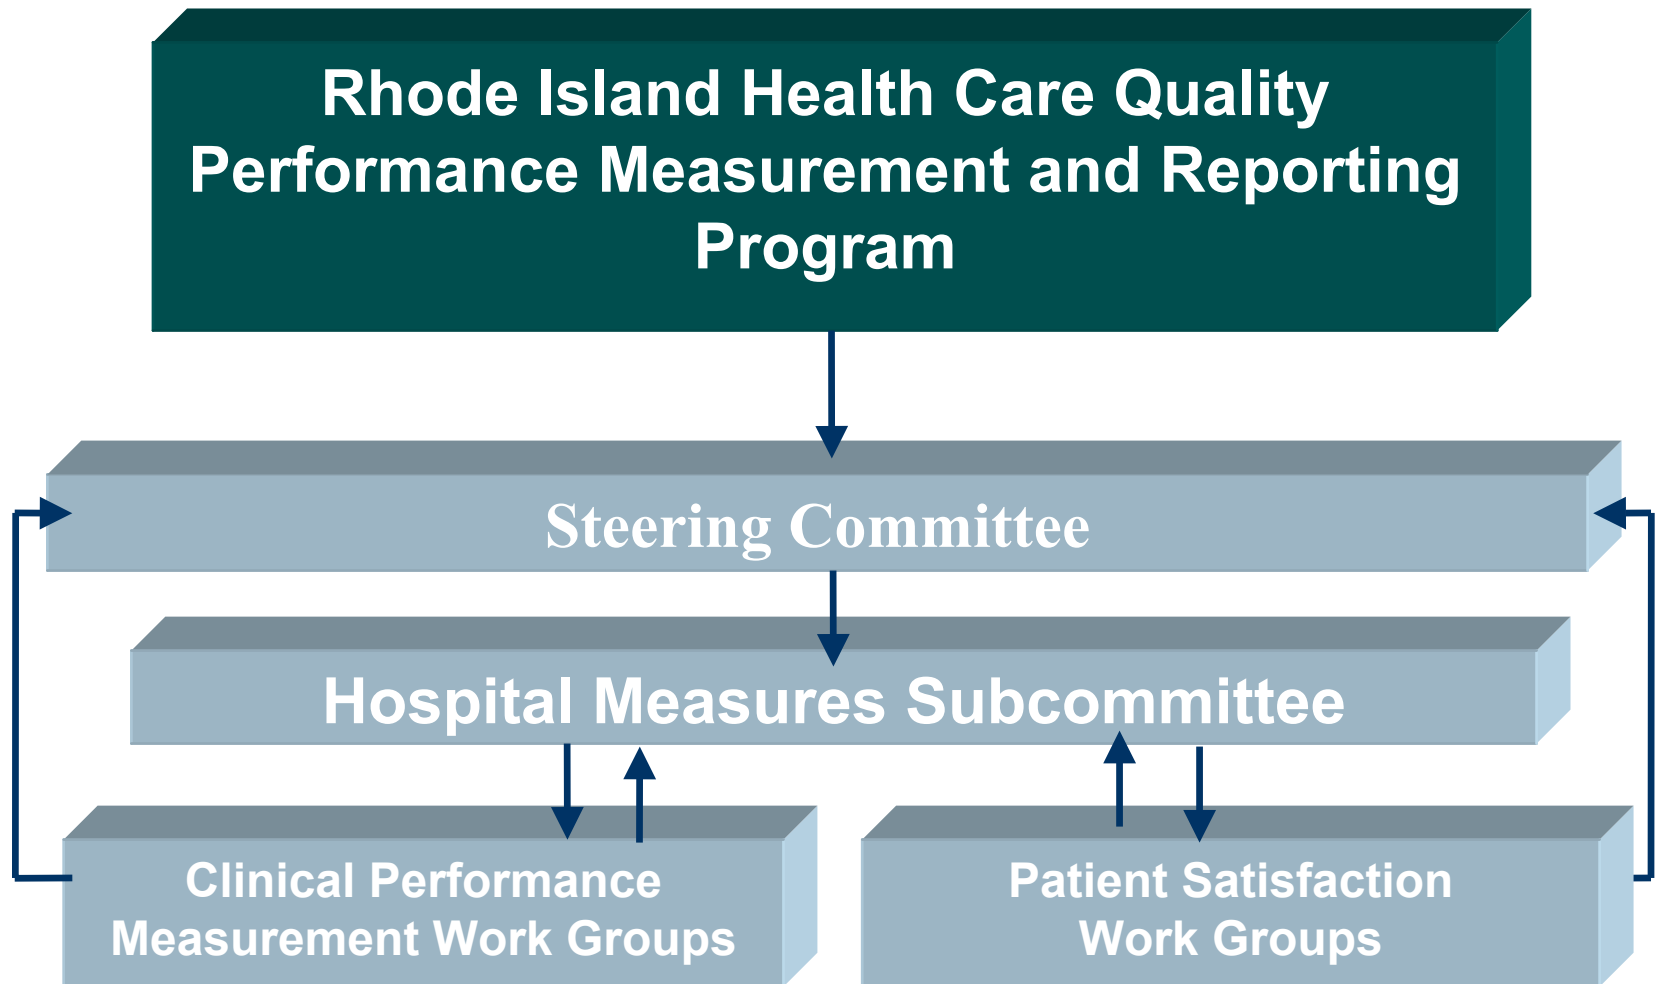 Rhode Island Health Care Quality
Performance Measurement and Reporting
Program
Steering Committee
Hospital Measures Subcommittee
Clinical Performance
Measurement Work Groups
Patient Satisfaction
Work Groups